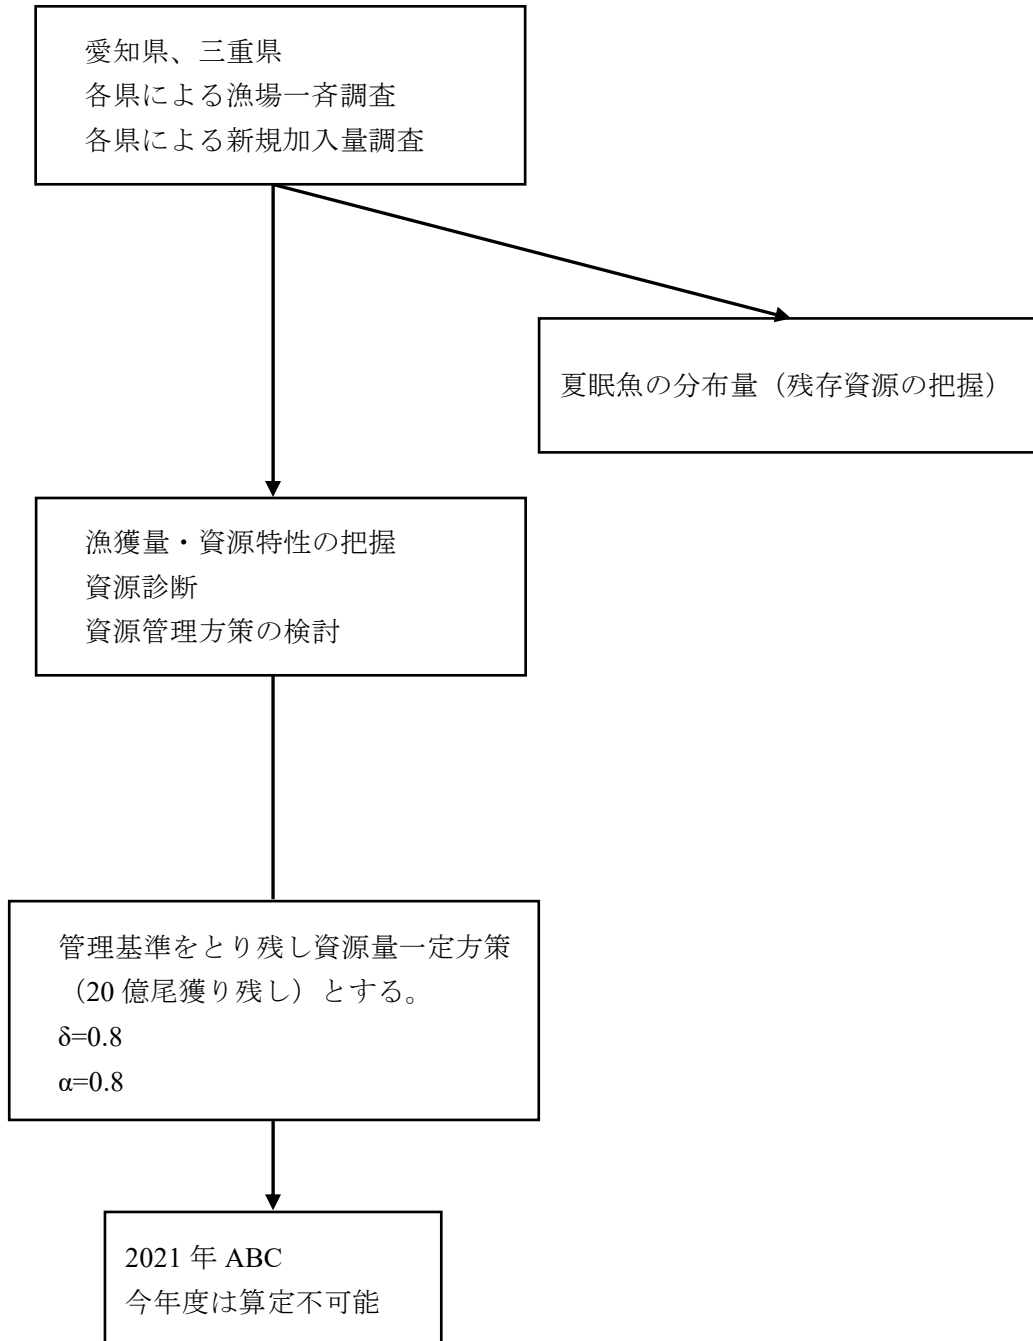 愛知県、三重県
各県による漁場一斉調査
各県による新規加入量調査
夏眠魚の分布量（残存資源の把握）
漁獲量・資源特性の把握
資源診断
資源管理方策の検討
管理基準をとり残し資源量一定方策
（20 億尾獲り残し）とする。
δ=0.8
α=0.8
2021 年 ABC
今年度は算定不可能